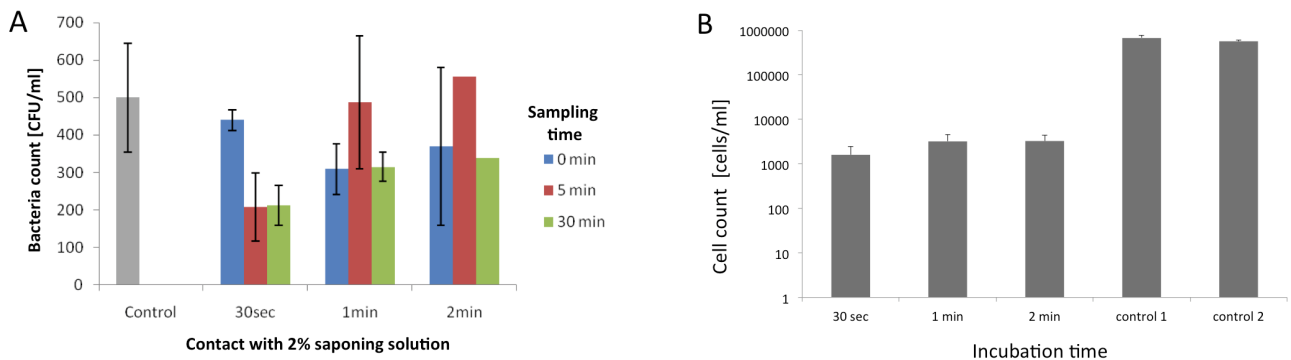 A
Bacteria count [CFU/ml]
700
600
500
400
300
200
100
0
Control
30sec
1min
2min
Contact with 2% saponing solution
Sampling
time
0 min
5 min
30 min
B
Cell count [cells/ml]
1000000
100000
10000
1000
100
10
1
30 sec
1 min
2 min
control 1
control 2
Incubation time